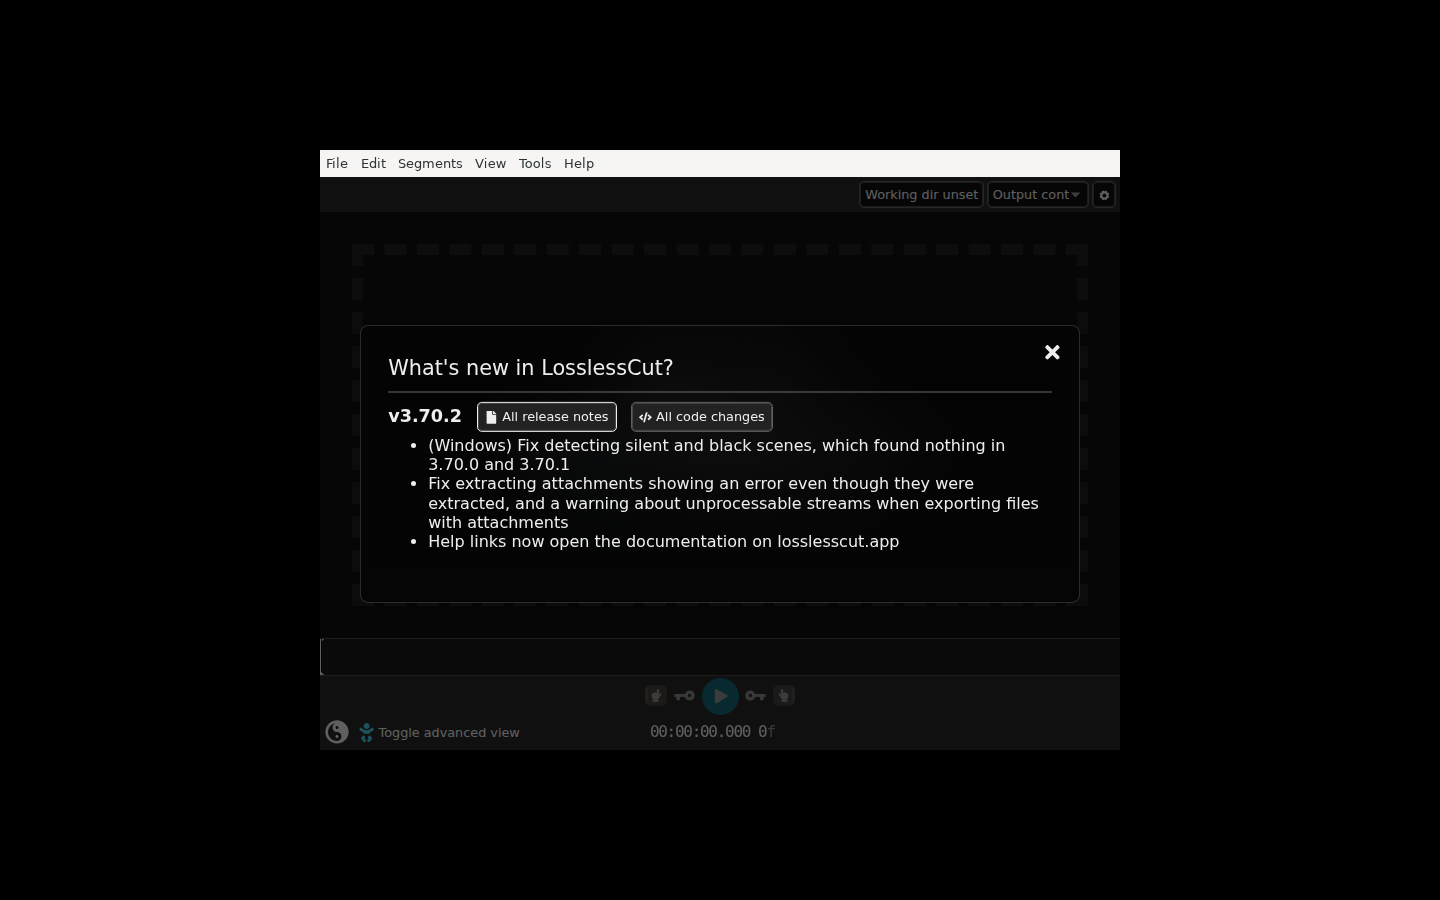 File Edit Segments View Tools Help
Working dir unset Output cont
What's new in LosslessCut?
v3.70.2 All release notes All code changes
• (Windows) Fix detecting silent and black scenes, which found nothing in
3.70.0 and 3.70.1
• Fix extracting attachments showing an error even though they were
extracted, and a warning about unprocessable streams when exporting files
with attachments
• Help links now open the documentation on losslesscut.app
Toggle advanced view 00:00:00.000 0f